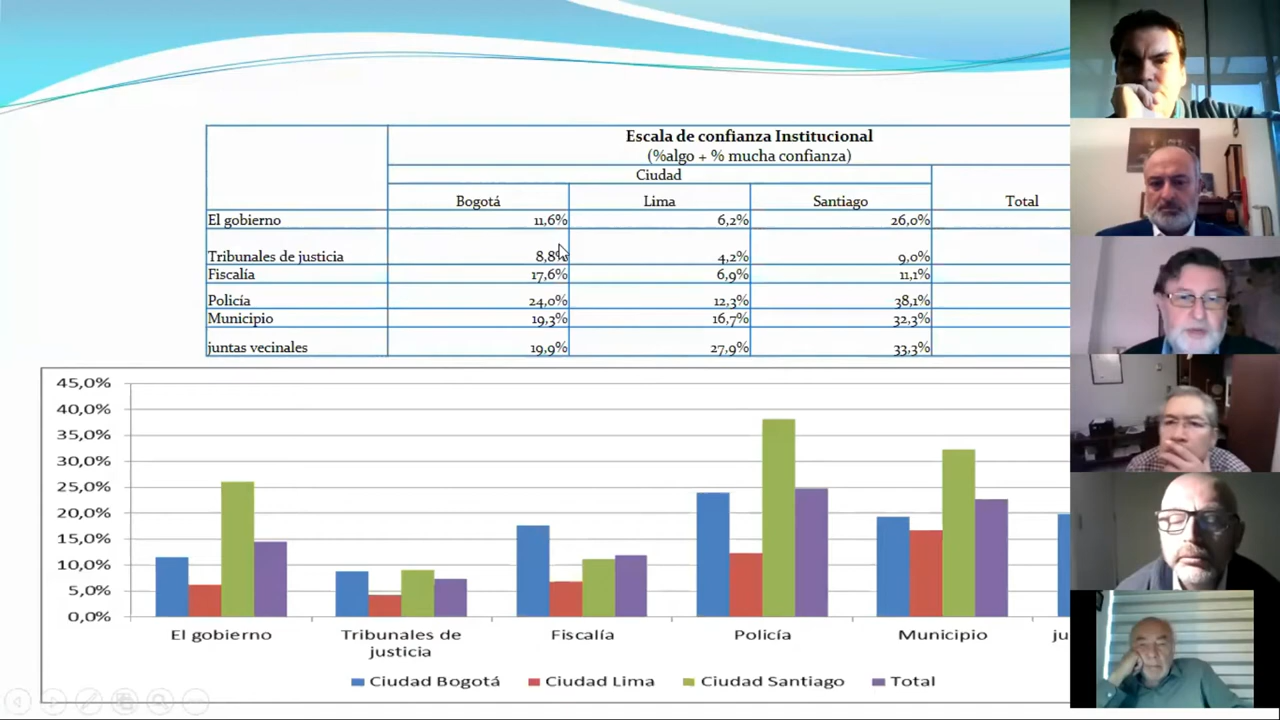 Escala de confianza Institucional
(%algo + % mucha confianza)
Ciudad
Bogotá Lima Santiago Total
El gobierno 11,6% 6,2% 26,0%
Tribunales de justicia 8,8% 4,2% 9,0%
Fiscalía 17,6% 6,9% 11,1%
Policía 24,0% 12,3% 38,1%
Municipio 19,3% 16,7% 32,3%
juntas vecinales 19,9% 27,9% 33,3%
45,0%
40,0%
35,0%
30,0%
25,0%
20,0%
15,0%
10,0%
5,0%
0,0%
El gobierno Tribunales de Fiscalía Policía Municipio ju
justicia
Ciudad Bogotá Ciudad Lima Ciudad Santiago Total